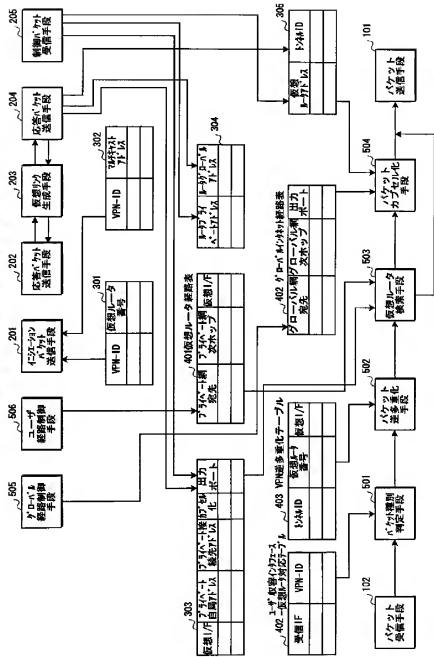 505
グローバル
経路制御
手段
506
ユーザ
経路制御
手段
201
イニシエーション
パケット
送信手段
202
応答パケット
送信手段
203
仮想リンク
生成手段
204
応答パケット
送信手段
205
制御パケット
受信手段
301
VPN-ID
仮想ルータ
番号
302
VPN-ID
マルチキャスト
アドレス
303
仮想I/F
プライベート
自局アドレス
プライベート接
続先アドレス
カプセル
化
出力
ポート
401仮想ルータ経路表
プライベート網
宛先
プライベート網
次ホップ
仮想I/F
304
ルータプライ
ベートアドレス
ルータグローバル
アドレス
305
仮想
ルータアドレス
トンネルID
ユーザ収容インタフェース
402 -仮想ルータ対応テーブル
受信IF
VPN-ID
403 VPN逆多重化テーブル
トンネルID
仮想ルータ
番号
仮想I/F
402 グローバルインタネット経路表
グローバル網
宛先
グローバル網
次ホップ
出力
ポート
102
パケット
受信手段
501
パケット種別
判定手段
502
パケット
逆多重化
手段
503
仮想ルータ
検索手段
504
パケット
カプセル化
手段
101
パケット
送信手段